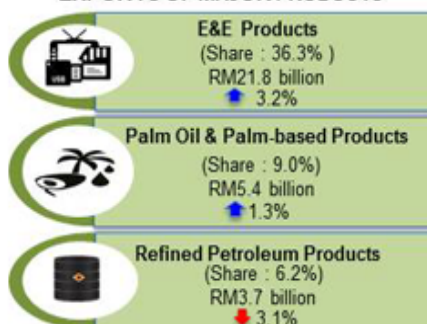 E&E Products
(Share : 36.3% )
RM21.8 billion
3.2%
Palm Oil & Palm-based Products
(Share : 9.0%)
RM5.4 billion
1.3%
Refined Petroleum Products
(Share : 6.2%)
RM3.7 billion
3.1%